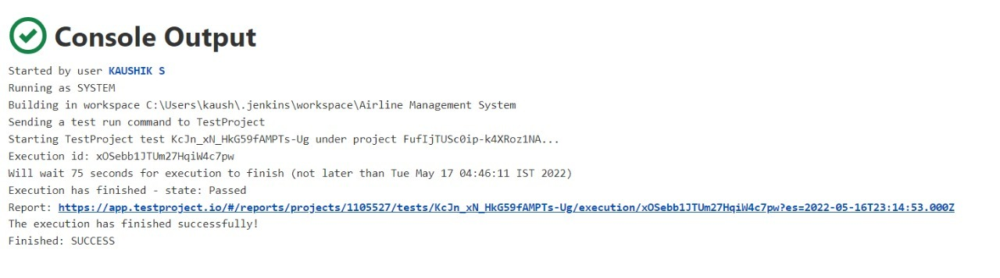 Console Output
Started by user KAUSHIK S
Running as SYSTEM
Building in workspace C:\Users\kaush\.jenkins\workspace\Airline Management System
Sending a test run command to TestProject
Starting TestProject test KcJn_xN_HkG59fAMPTs-Ug under project FufIjTUSc0ip-k4XRoz1NA...
Execution id: xOSebb1JTUm27HqiW4c7pw
Will wait 75 seconds for execution to finish (not later than Tue May 17 04:46:11 IST 2022)
Execution has finished - state: Passed
Report: https://app.testproject.io/#/reports/projects/1105527/tests/KcJn_xN_HkG59fAMPTs-Ug/execution/xOSebb1JTUm27HqiW4c7pw?es=2022-05-16T23:14:53.000Z
The execution has finished successfully!
Finished: SUCCESS